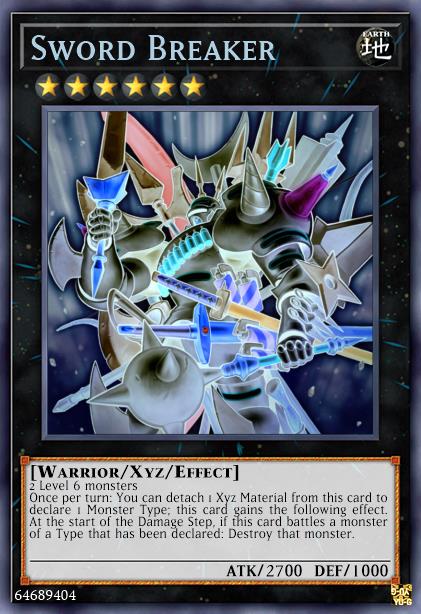 SWORD BREAKER
EARTH
地
[WARRIOR/XYZ/EFFECT]
2 Level 6 monsters
Once per turn: You can detach 1 Xyz Material from this card to
declare 1 Monster Type; this card gains the following effect.
At the start of the Damage Step, if this card battles a monster
of a Type that has been declared: Destroy that monster.
ATK/2700 DEF/1000
64689404